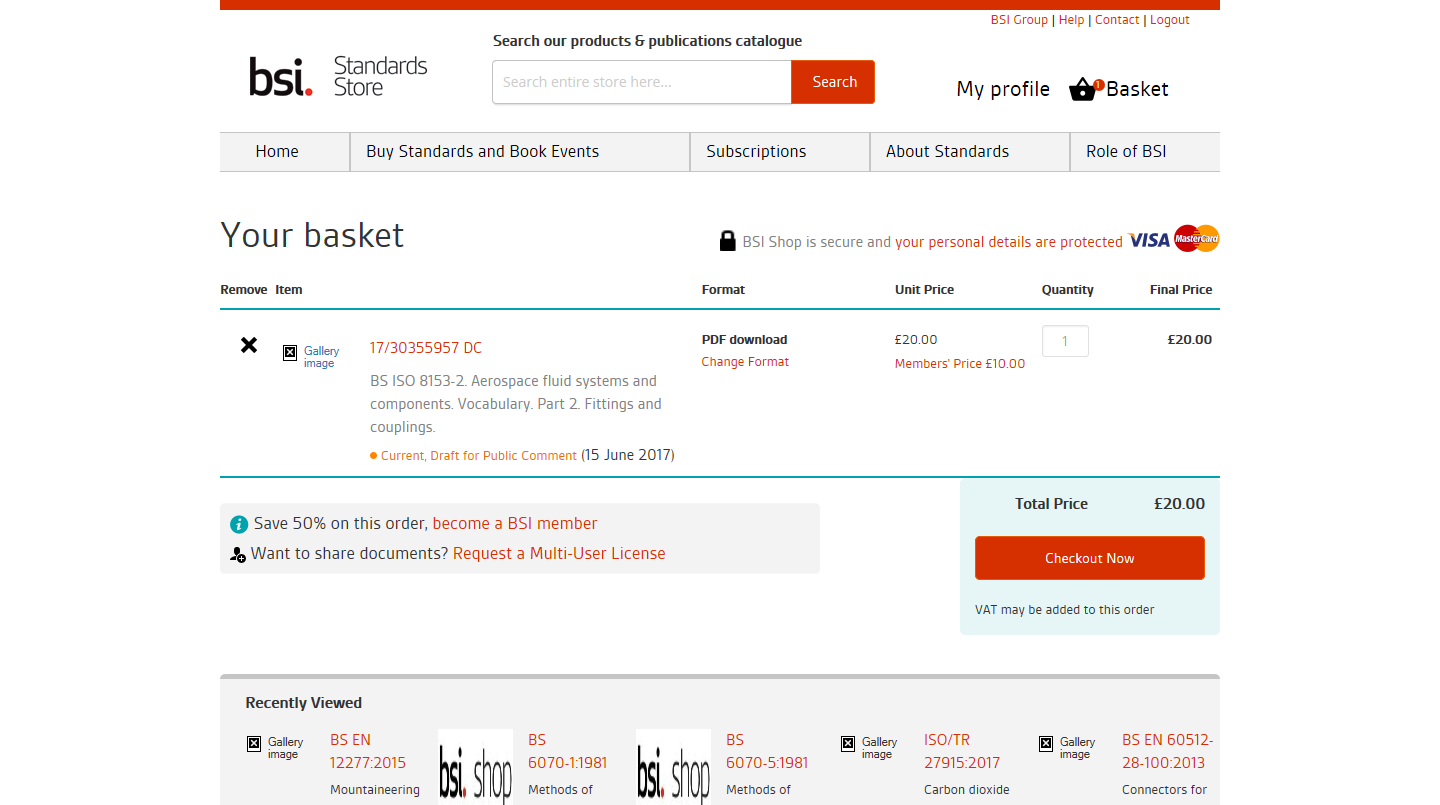 BSI Group | Help | Contact | Logout
Search our products & publications catalogue
bsi. Standards Store
Search entire store here...
Search
My profile
1
Basket
Home
Buy Standards and Book Events
Subscriptions
About Standards
Role of BSI
Your basket
BSI Shop is secure and your personal details are protected
VISA
MasterCard
Remove Item Format Unit Price Quantity Final Price
Gallery image
17/30355957 DC
BS ISO 8153-2. Aerospace fluid systems and
components. Vocabulary. Part 2. Fittings and
couplings.
Current, Draft for Public Comment (15 June 2017)
PDF download
Change Format
£20.00
Members' Price £10.00
1
£20.00
Save 50% on this order, become a BSI member
Want to share documents? Request a Multi-User License
Total Price £20.00
Checkout Now
VAT may be added to this order
Recently Viewed
Gallery image
BS EN
12277:2015
Mountaineering
bsi. shop
BS
6070-1:1981
Methods of
bsi. shop
BS
6070-5:1981
Methods of
Gallery image
ISO/TR
27915:2017
Carbon dioxide
Gallery image
BS EN 60512-
28-100:2013
Connectors for